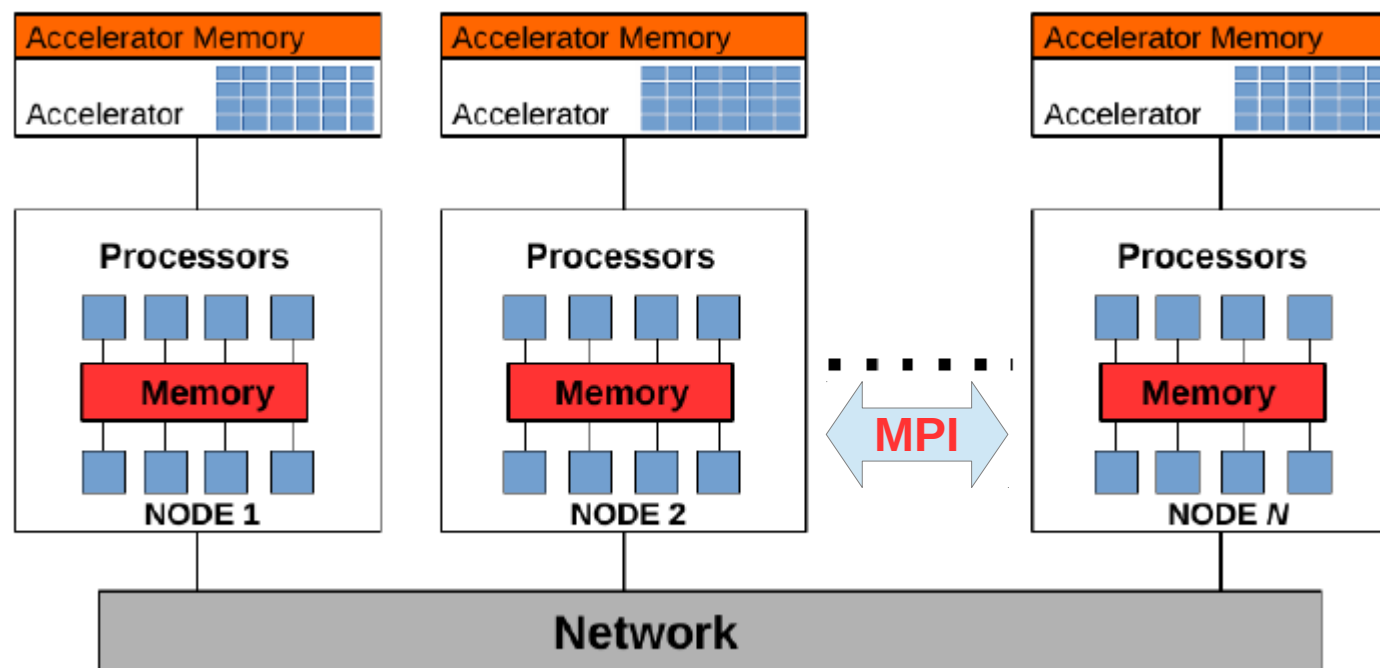 Accelerator Memory
Accelerator
Accelerator Memory
Accelerator
Accelerator Memory
Accelerator
Processors
Memory
NODE 1
Processors
Memory
NODE 2
MPI
Processors
Memory
NODE N
Network